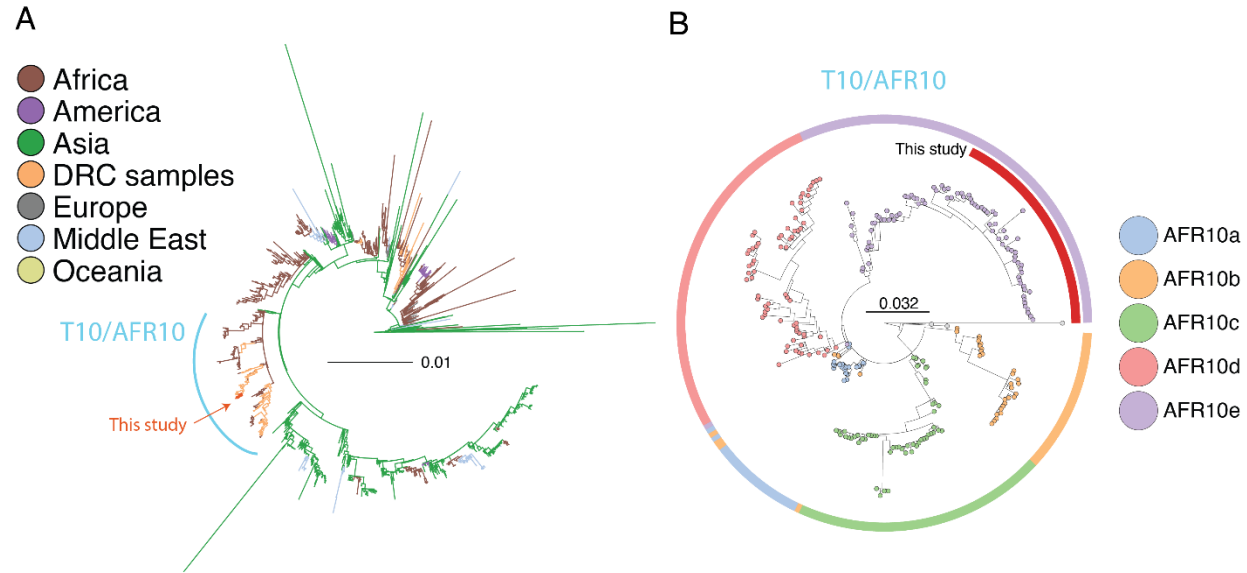 A
Africa
America
Asia
DRC samples
Europe
Middle East
Oceania
T10/AFR10
This study
0.01
B
T10/AFR10
This study
0.032
AFR10a
AFR10b
AFR10c
AFR10d
AFR10e